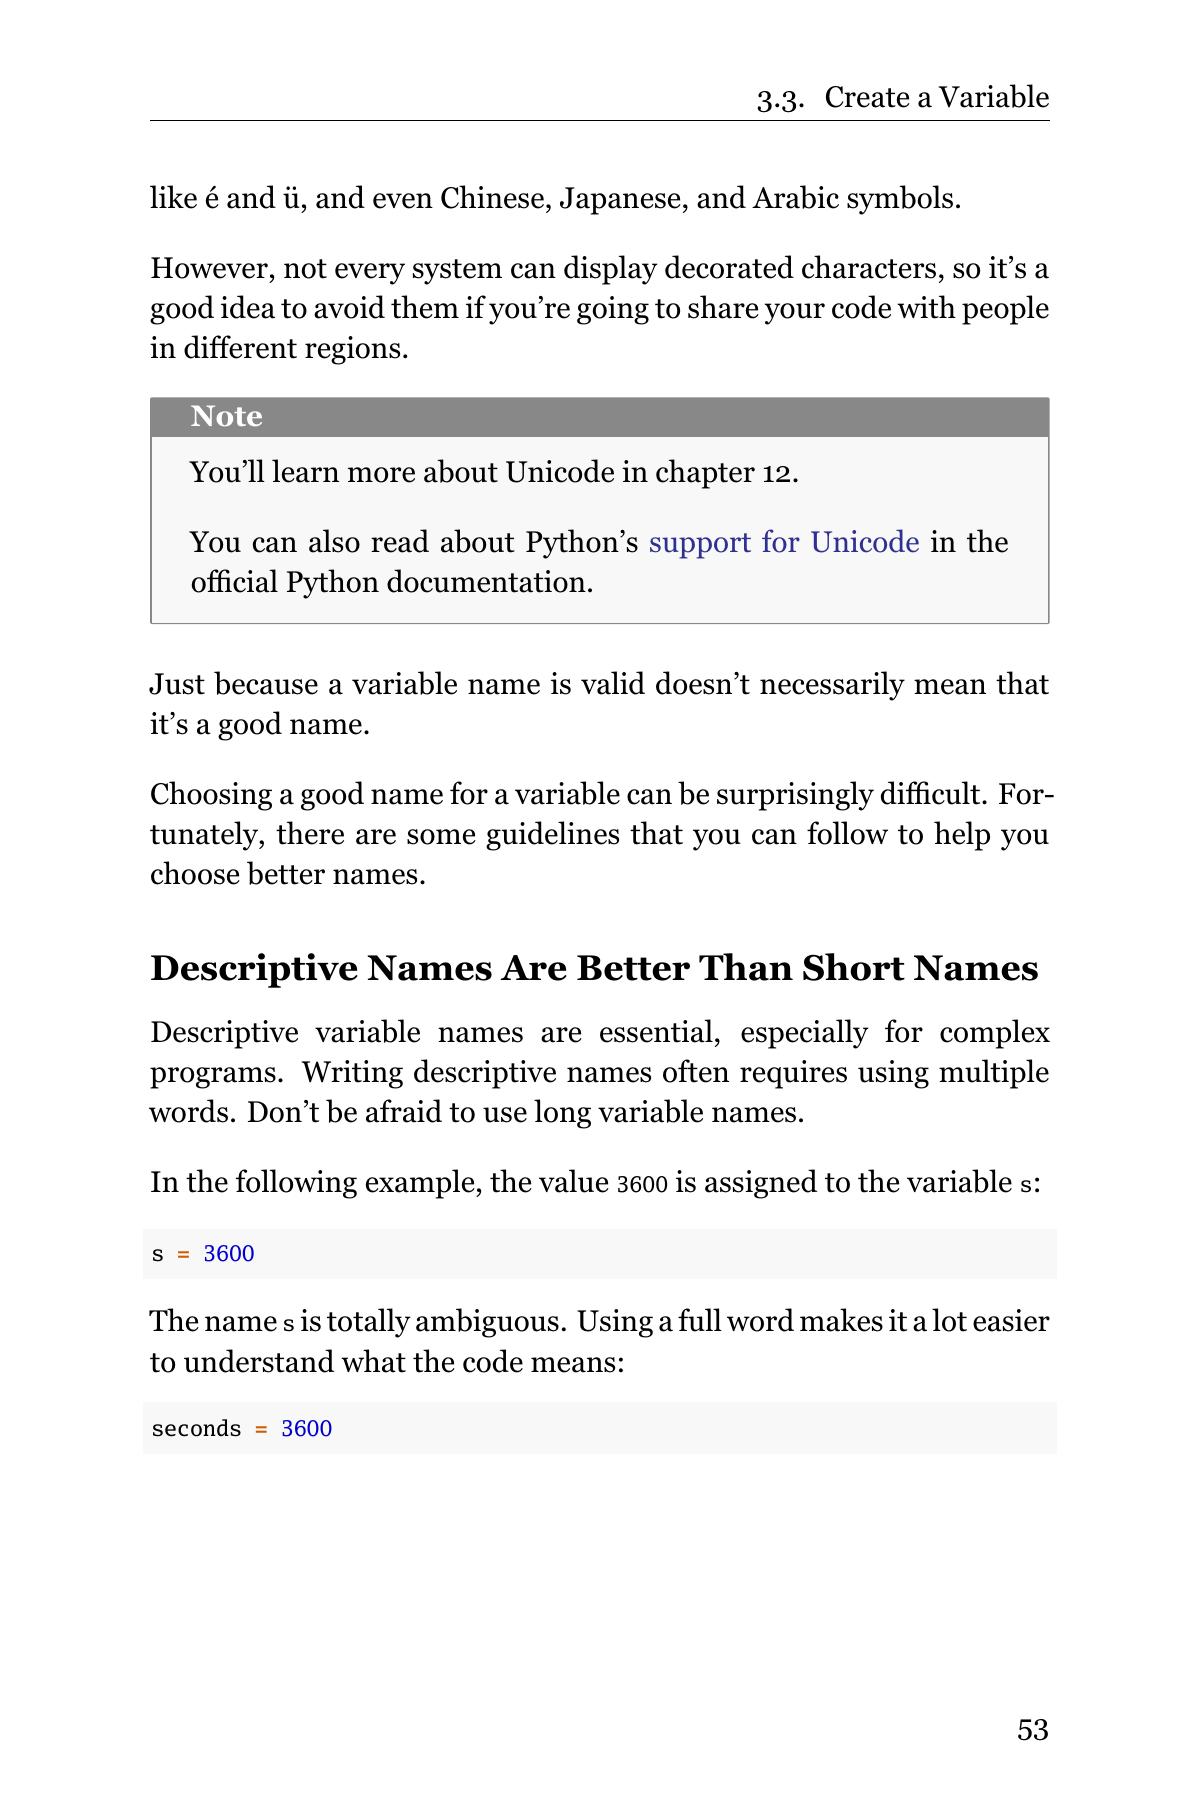 3.3. Create a Variable
like é and ü, and even Chinese, Japanese, and Arabic symbols.
However, not every system can display decorated characters, so it’s a
good idea to avoid them if you’re going to share your code with people
in different regions.
Note
You’ll learn more about Unicode in chapter 12.
You can also read about Python’s support for Unicode in the
official Python documentation.
Just because a variable name is valid doesn’t necessarily mean that
it’s a good name.
Choosing a good name for a variable can be surprisingly difficult. For-
tunately, there are some guidelines that you can follow to help you
choose better names.
Descriptive Names Are Better Than Short Names
Descriptive variable names are essential, especially for complex
programs. Writing descriptive names often requires using multiple
words. Don’t be afraid to use long variable names.
In the following example, the value 3600 is assigned to the variable s:
s = 3600
The name s is totally ambiguous. Using a full word makes it a lot easier
to understand what the code means:
seconds = 3600
53